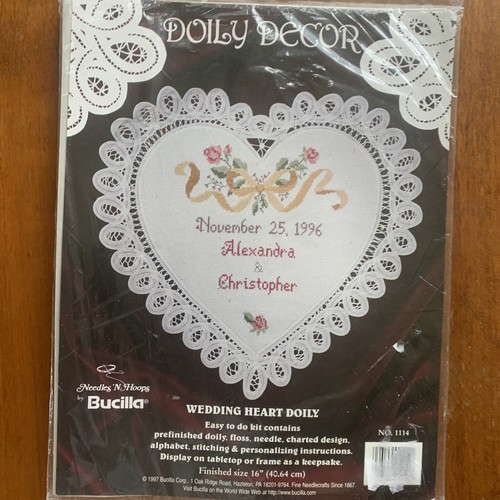 DOILY DECOR
November 25, 1996
Alexandra
&
Christopher
Needles 'N. Hoops
by Bucilla®
WEDDING HEART DOILY
Easy to do kit contains
prefinished doily, floss, needle, charted design,
alphabet, stitching & personalizing instructions.
Display on tabletop or frame as a keepsake.
Finished size 16" (40.64 cm)
NO. 1114
© 1997 Bucilla Corp., 1 Oak Ridge Road, Hazleton, PA 18201-9764. Fine Needlecrafts Since 1867
Visit Bucilla on the World Wide Web at http://www.bucilla.com